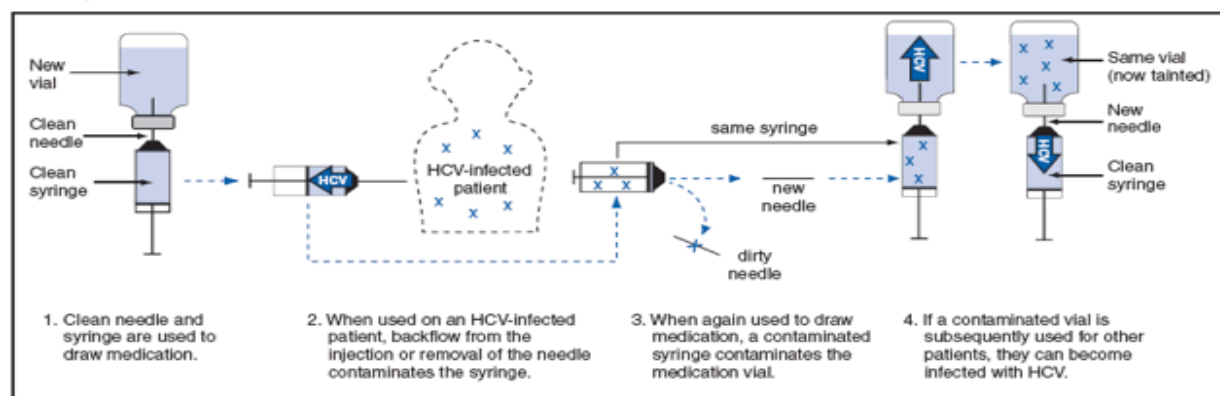 New
vial
Clean
needle
Clean
syringe
HCV
HCV-infected
patient
same syringe
new
needle
dirty
needle
HCV
Same vial
(now tainted)
New
needle
HCV
Clean
syringe
1. Clean needle and
syringe are used to
draw medication.
2. When used on an HCV-infected
patient, backflow from the
injection or removal of the needle
contaminates the syringe.
3. When again used to draw
medication, a contaminated
syringe contaminates the
medication vial.
4. If a contaminated vial is
subsequently used for other
patients, they can become
infected with HCV.